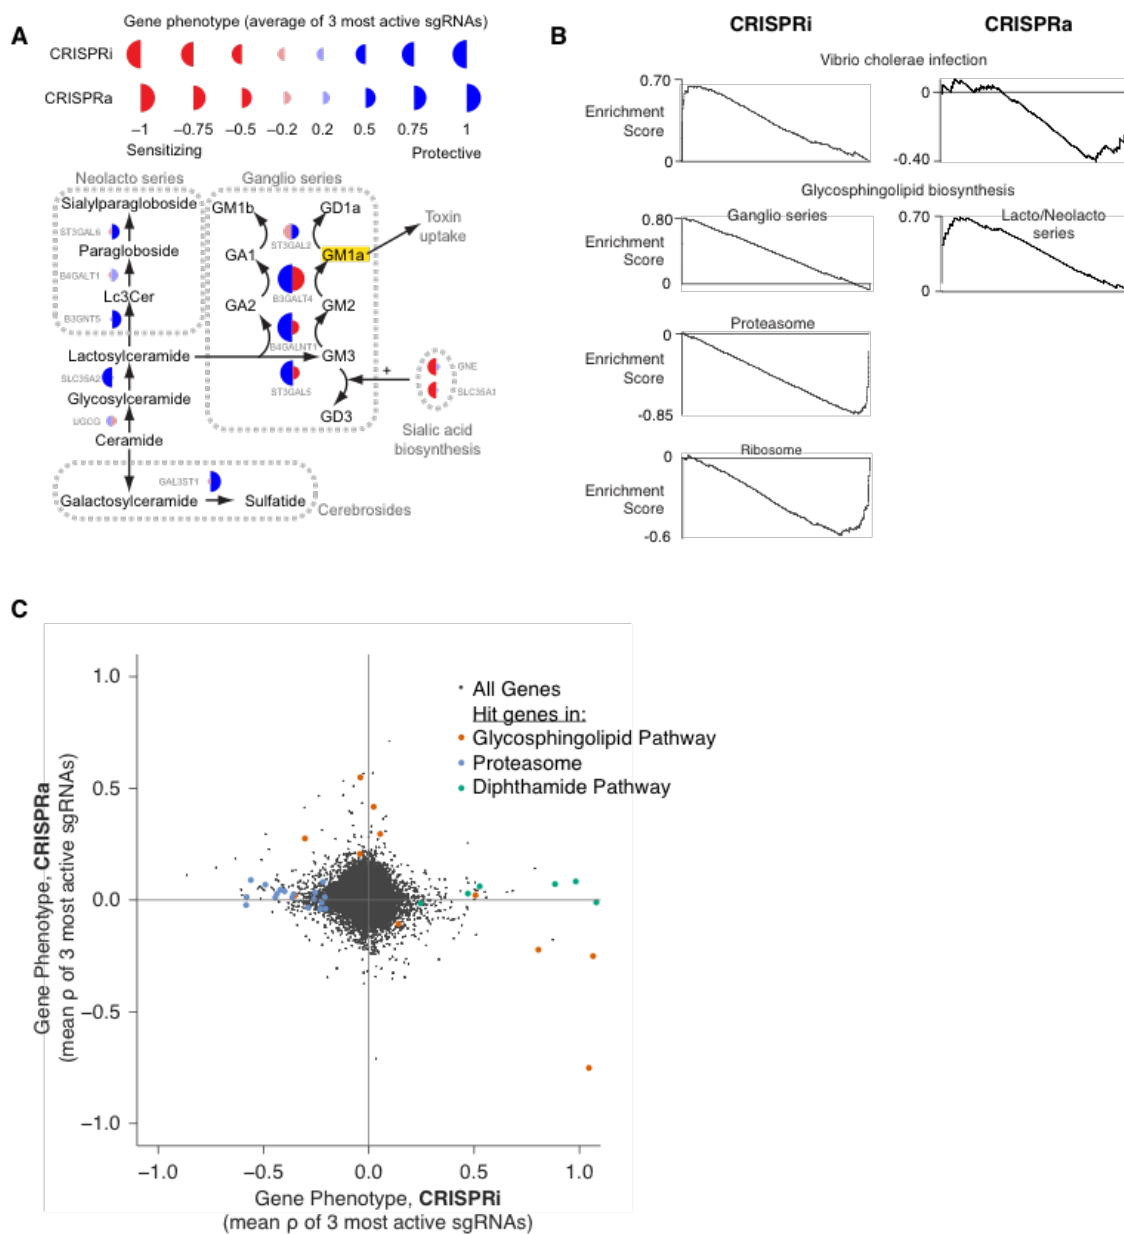 A
Gene phenotype (average of 3 most active sgRNAs)
CRISPRi
CRISPRa
−1 −0.75 −0.5 −0.2 0.2 0.5 0.75 1
Sensitizing Protective
Neolacto series
Ganglio series
Sialylparagloboside
ST3GAL6
Paragloboside
B4GALT1
Lc3Cer
B3GNT5
Lactosylceramide
SLC35A2
Glycosylceramide
UGCG
Ceramide
GAL3ST1
Galactosylceramide
Sulfatide
Cerebrosides
GM1b
GD1a
ST3GAL2
GA1
GM1a
Toxin
uptake
B3GALT4
GA2
GM2
B4GALNT1
GM3
ST3GAL5
GD3
+
GNE
SLC35A1
Sialic acid
biosynthesis
B
CRISPRi
CRISPRa
Vibrio cholerae infection
0.70
Enrichment
Score
0
0
-0.40
Glycosphingolipid biosynthesis
0.80
Ganglio series
Enrichment
Score
0
0.70
Lacto/Neolacto
series
0
Proteasome
0
Enrichment
Score
-0.85
Ribosome
0
Enrichment
Score
-0.6
C
All Genes
Hit genes in:
Glycosphingolipid Pathway
Proteasome
Diphthamide Pathway
1.0
0.5
0.0
−0.5
−1.0
Gene Phenotype, CRISPRa
(mean ρ of 3 most active sgRNAs)
−1.0 −0.5 0.0 0.5 1.0
Gene Phenotype, CRISPRi
(mean ρ of 3 most active sgRNAs)